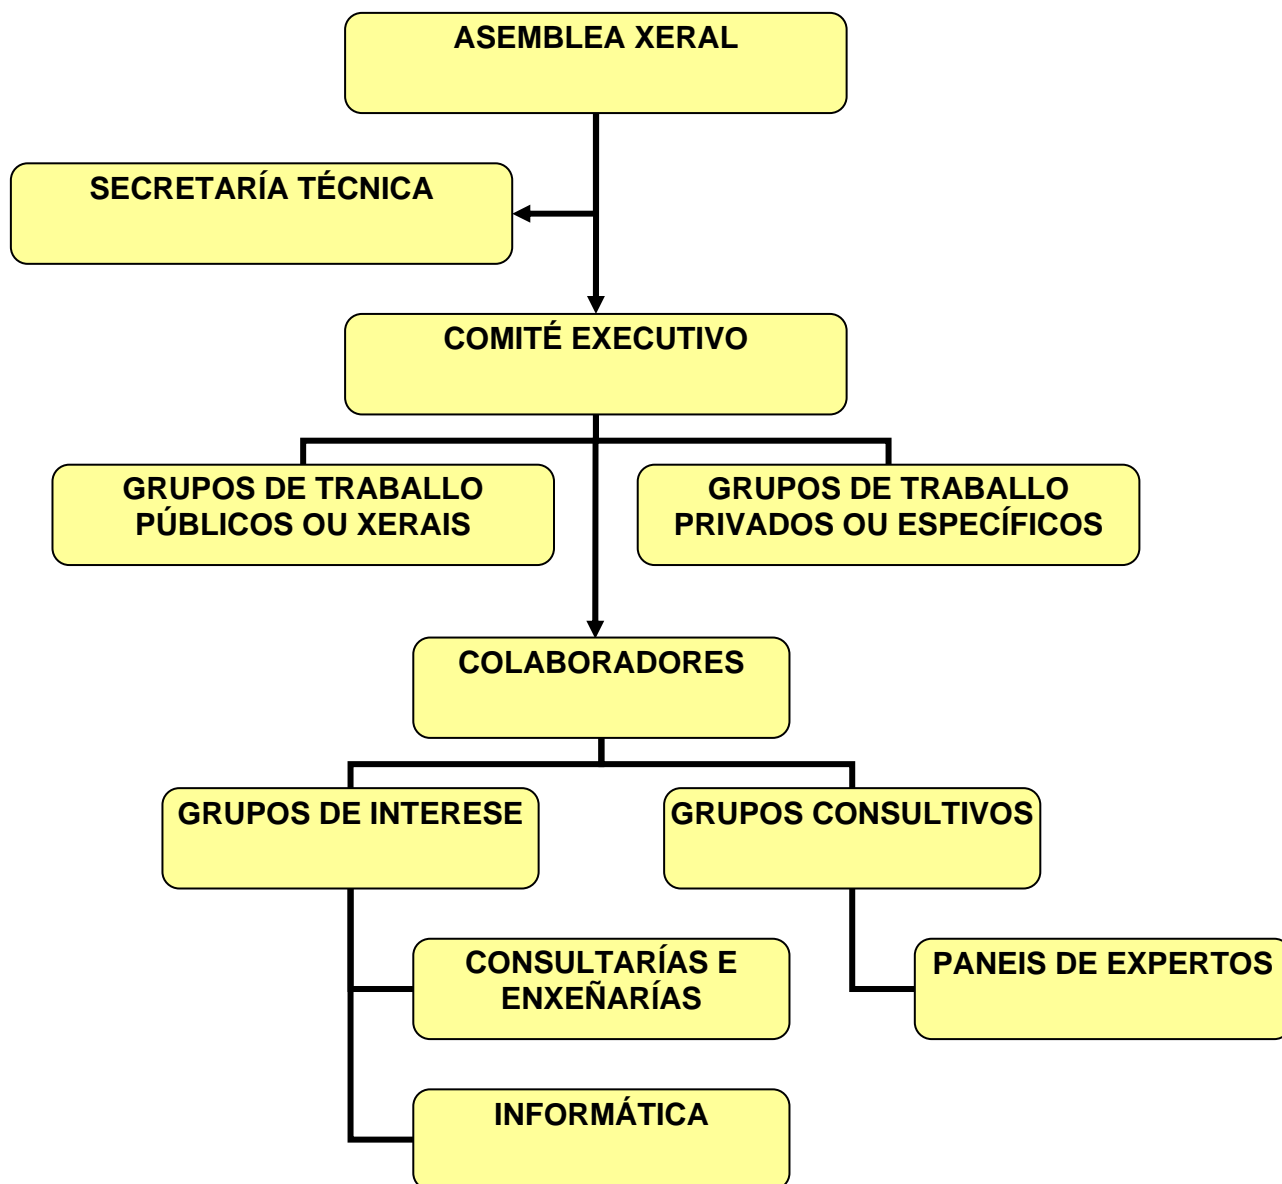 ASEMBLEA XERAL
SECRETARÍA TÉCNICA
COMITÉ EXECUTIVO
GRUPOS DE TRABALLO
PÚBLICOS OU XERAIS
GRUPOS DE TRABALLO
PRIVADOS OU ESPECÍFICOS
COLABORADORES
GRUPOS DE INTERESE
GRUPOS CONSULTIVOS
CONSULTARÍAS E
ENXEÑARÍAS
PANEIS DE EXPERTOS
INFORMÁTICA